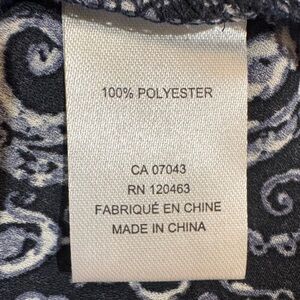 100% POLYESTER
CA 07043
RN 120463
FABRIQUÉ EN CHINE
MADE IN CHINA